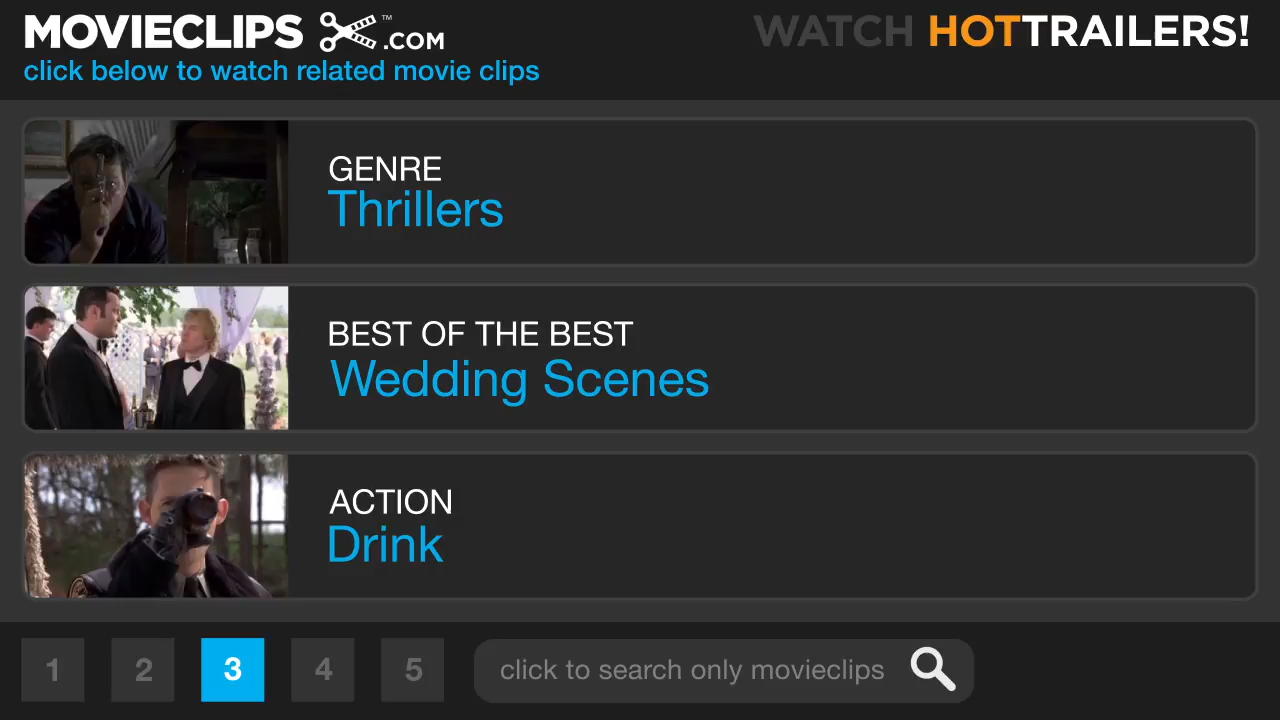 MOVIECLIPS ™ .COM
WATCH HOTTRAILERS!
click below to watch related movie clips
GENRE
Thrillers
BEST OF THE BEST
Wedding Scenes
ACTION
Drink
1 2 3 4 5
click to search only movieclips